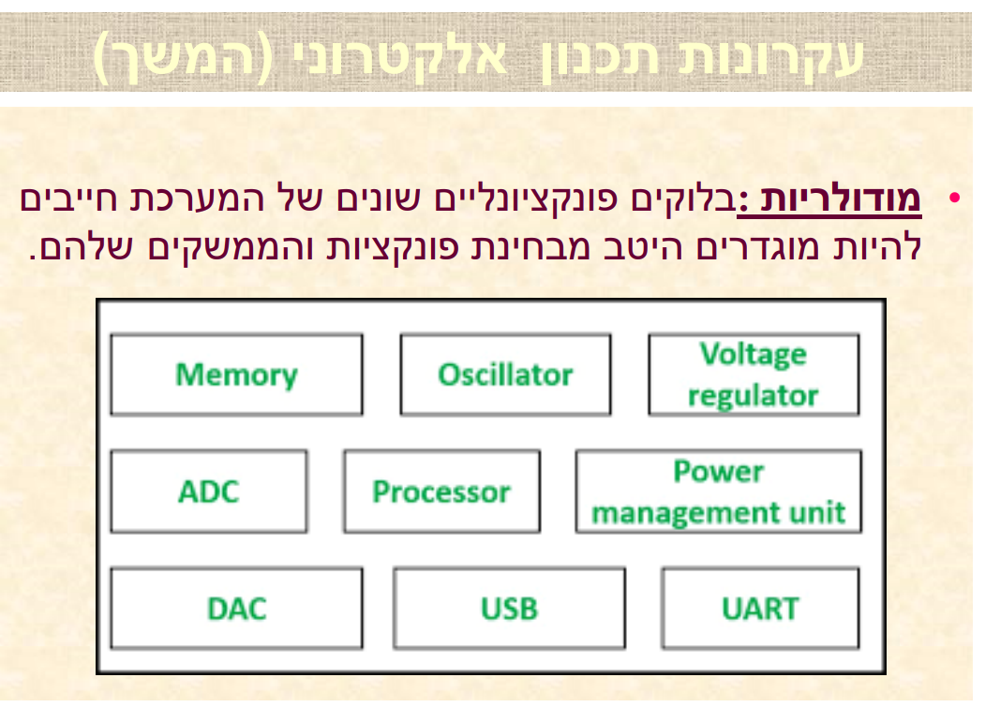 עקרונות תכנון אלקטרוני (המשך)
• מודולריות :בלוקים פונקציונליים שונים של המערכת חייבים
להיות מוגדרים היטב מבחינת פונקציות והממשקים שלהם.
Memory
Oscillator
Voltage
regulator
ADC
Processor
Power
management unit
DAC
USB
UART